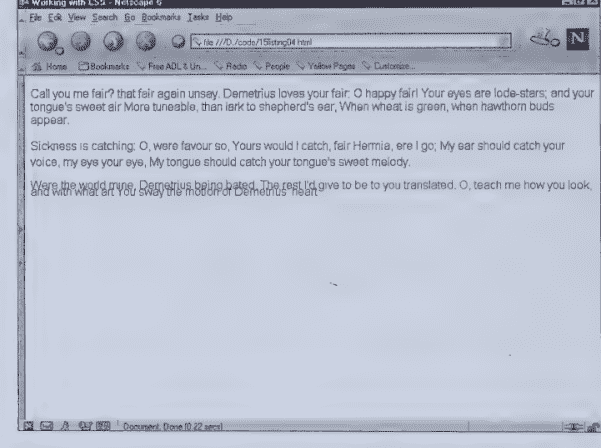 Working with CSS - Netscape 6
File Edit View Search Go Bookmarks Tasks Help
file:///D:/code/15listing04.html
Home Bookmarks Free AOL & Un... Radio People Yellow Pages Customize...
Call you me fair? that fair again unsay. Demetrius loves your fair: O happy fair! Your eyes are lode-stars; and your
tongue's sweet air More tuneable, than lark to shepherd's ear, When wheat is green, when hawthorn buds
appear.
Sickness is catching: O, were favour so, Yours would I catch, fair Hermia, ere I go; My ear should catch your
voice, my eye your eye, My tongue should catch your tongue's sweet melody.
Were the world mine, Demetrius being bated, The rest I'd give to be to you translated. O, teach me how you look,
and with what art You sway the motion of Demetrius' heart
Document: Done (0.22 secs)